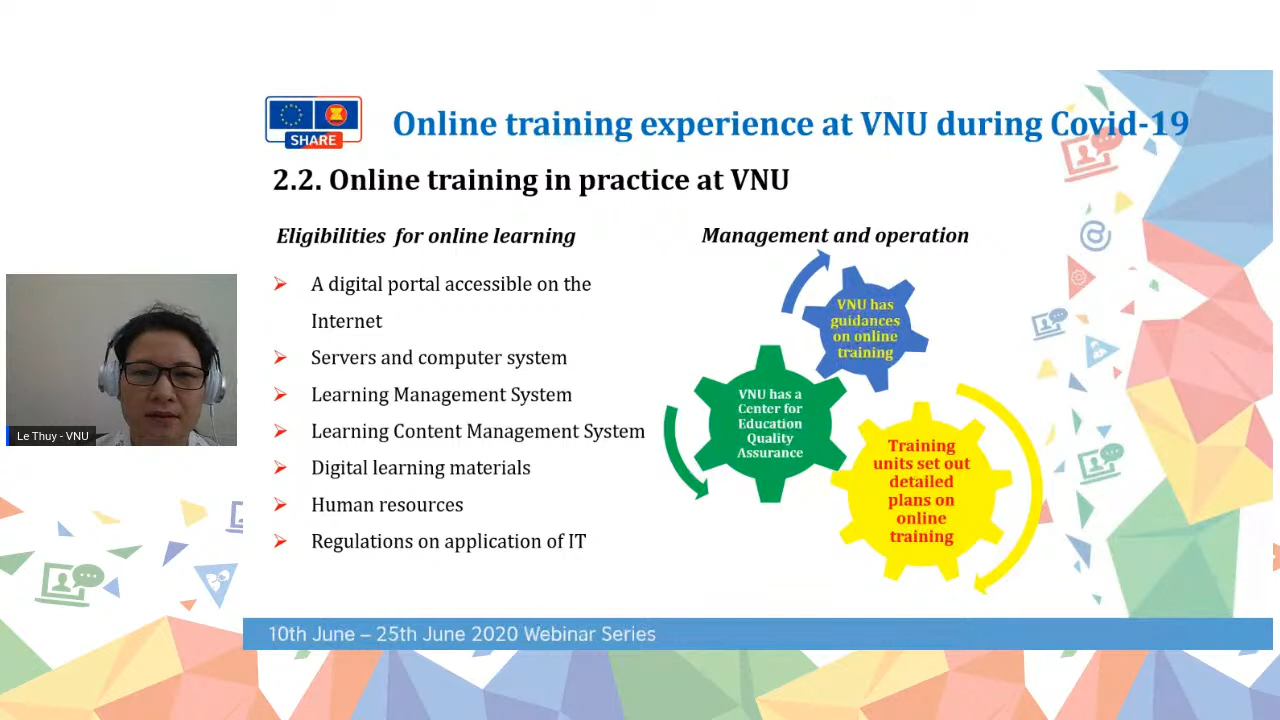 SHARE
Online training experience at VNU during Covid-19
2.2. Online training in practice at VNU
Eligibilities for online learning
A digital portal accessible on the
Internet
Servers and computer system
Learning Management System
Learning Content Management System
Digital learning materials
Human resources
Regulations on application of IT
Management and operation
VNU has
guidances
on online
training
VNU has a
Center for
Education
Quality
Assurance
Training
units set out
detailed
plans on
online
training
Le Thuy - VNU
10th June – 25th June 2020 Webinar Series